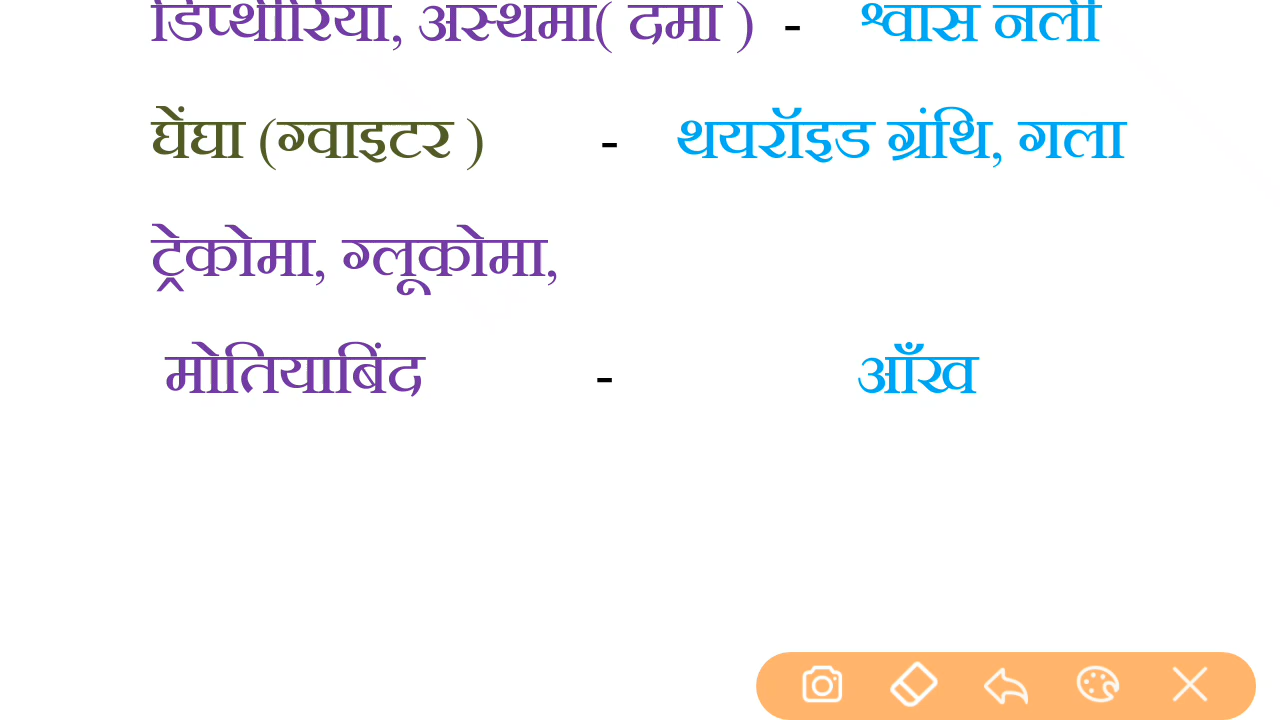 डिप्थीरिया, अस्थमा( दमा ) - श्वास नली
घेंघा (ग्वाइटर ) - थयरॉइड ग्रंथि, गला
ट्रेकोमा, ग्लूकोमा,
मोतियाबिंद - आँख